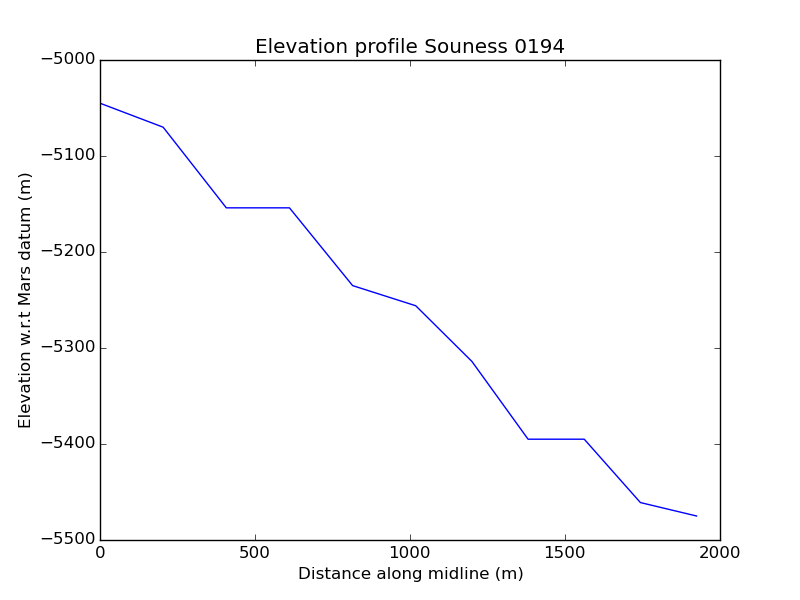 Elevation profile Souness 0194
Elevation w.r.t Mars datum (m)
−5000
−5100
−5200
−5300
−5400
−5500
0 500 1000 1500 2000
Distance along midline (m)